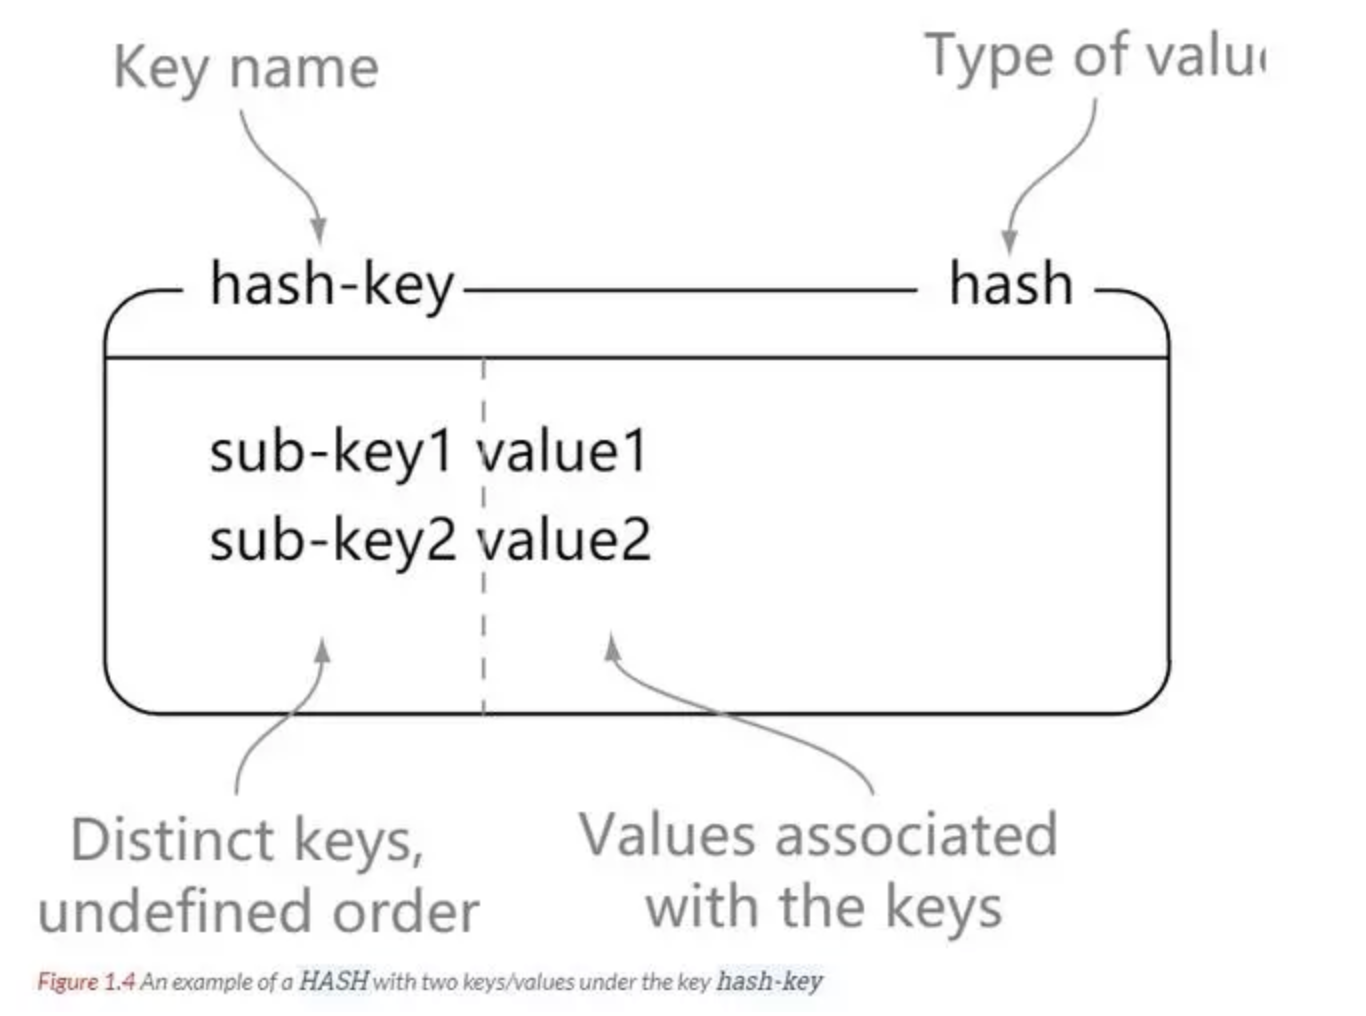 Key name
Type of
hash-key hash
sub-key1 value1
sub-key2 value2
Distinct keys,
undefined order
Values associated
with the keys
Figure 1.4 An example of a HASH with two keys/values under the key hash-key